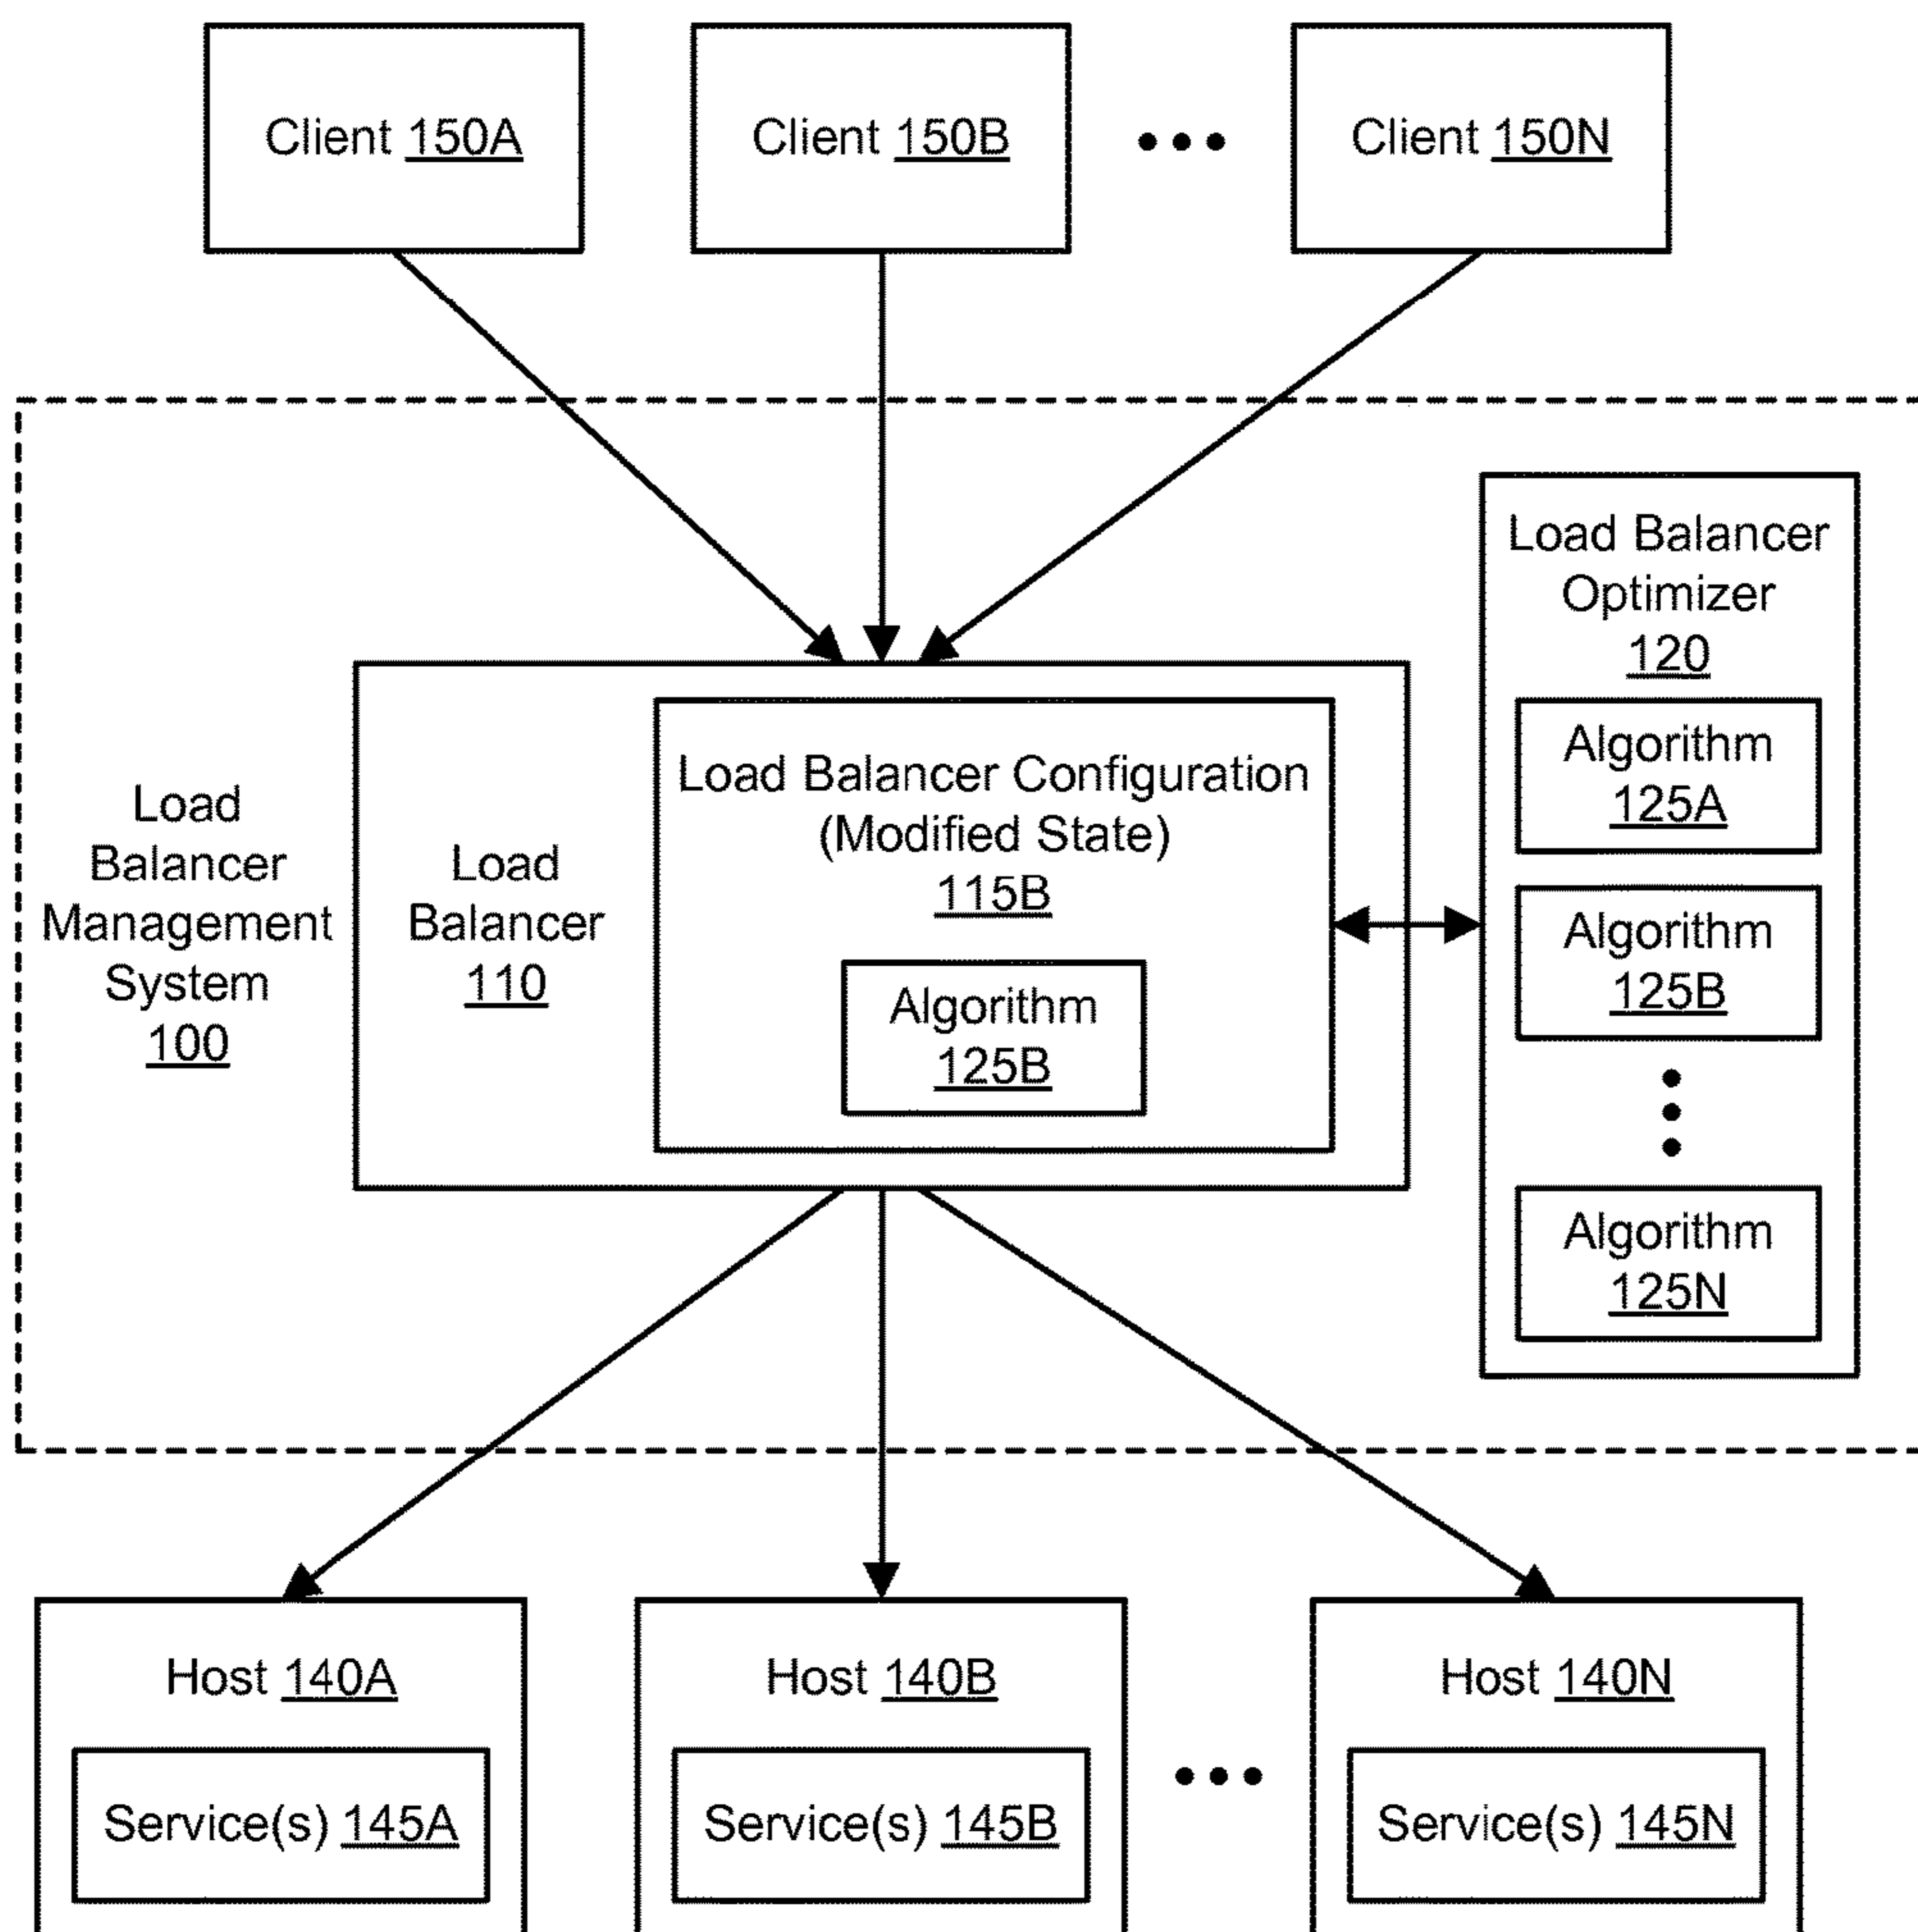 Client 150A
Client 150B
Client 150N
Load Balancer
Optimizer
120
Algorithm
125A
Algorithm
125B
Algorithm
125N
Load
Balancer
Management
System
100
Load
Balancer
110
Load Balancer Configuration
(Modified State)
115B
Algorithm
125B
Host 140A
Service(s) 145A
Host 140B
Service(s) 145B
Host 140N
Service(s) 145N